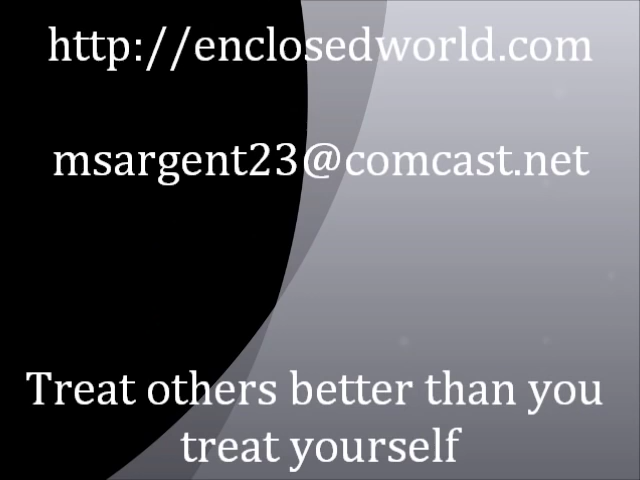 http://enclosedworld.com
msargent23@comcast.net
Treat others better than you
treat yourself